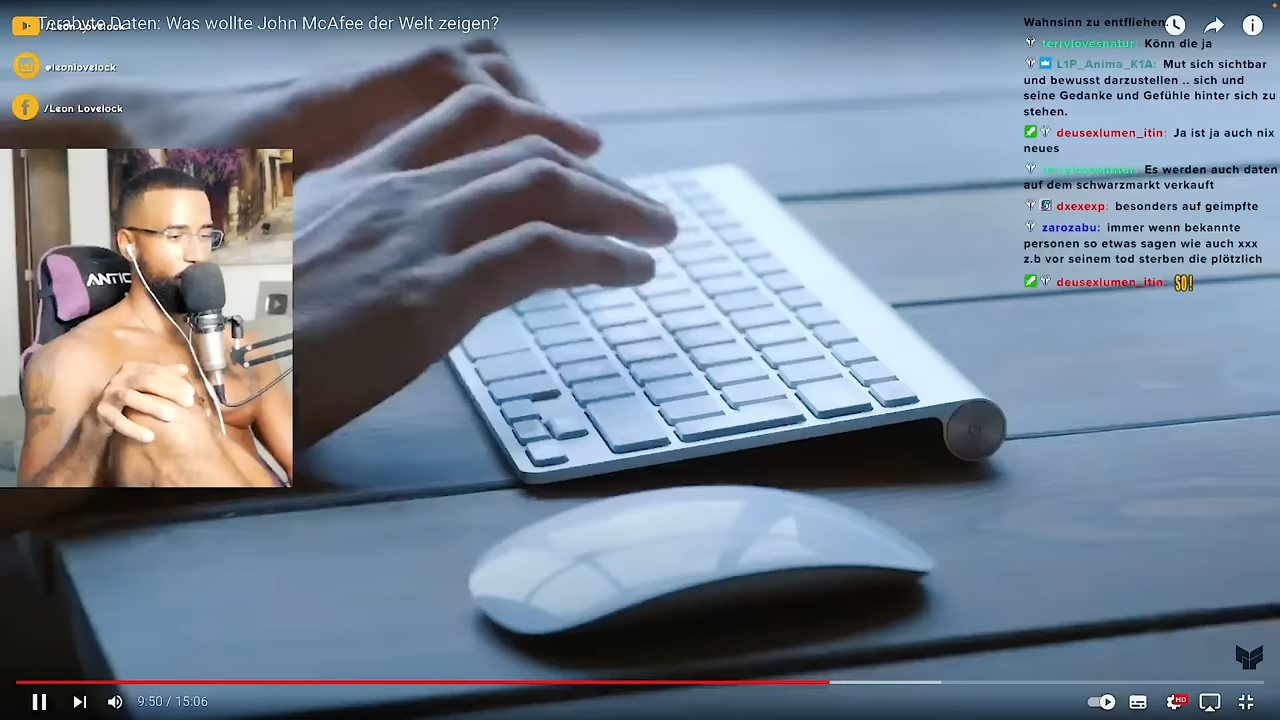 Terabyte Daten: Was wollte John McAfee der Welt zeigen?
@leonlovelock
/Leon Lovelock
ANTIC
Wahnsinn zu entfliehen.
terrylovesnatur: Könn die ja
L1P_Anima_K1A: Mut sich sichtbar
und bewusst darzustellen .. sich und
seine Gedanke und Gefühle hinter sich zu
stehen.
deusexlumen_itin: Ja ist ja auch nix
neues
terrylovesnatur: Es werden auch daten
auf dem schwarzmarkt verkauft
dxexexp: besonders auf geimpfte
zarozabu: immer wenn bekannte
personen so etwas sagen wie auch xxx
z.b vor seinem tod sterben die plötzlich
deusexlumen_itin: SO!
9:50 / 15:06
HD